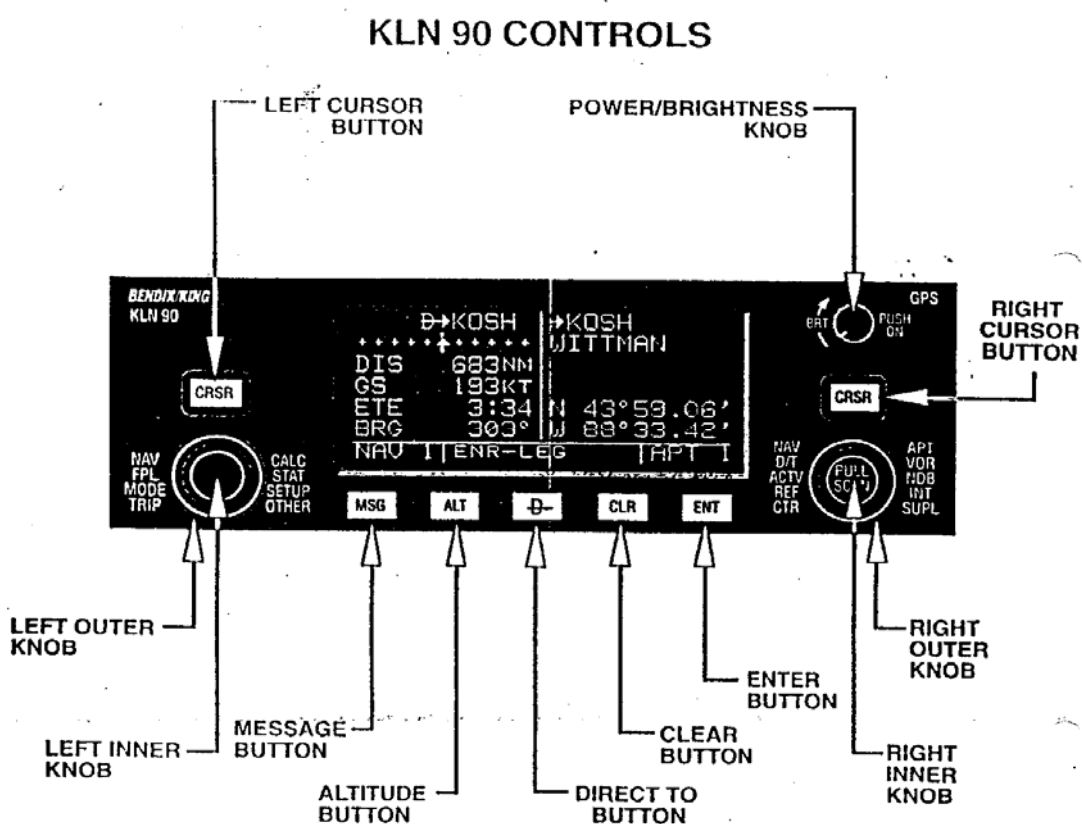 KLN 90 CONTROLS
LEFT CURSOR
BUTTON
POWER/BRIGHTNESS
KNOB
BENDIX/KING
KLN 90
GPS
BRT
PUSH
ON
RIGHT
CURSOR
BUTTON
CRSR
CRSR
KOSH
DIS 683NM
GS 193KT
ETE 3:34
BRG 303°
KOSH
WITTMAN
N 43°59.06'
W 88°33.42'
NAV 1 ENR-LEG APT 1
NAV
FPL
MODE
TRIP
CALC
STAT
SETUP
OTHER
MSG
ALT
D
CLR
ENT
NAV
D/T
ACTV
REF
CTR
PULL
SCAN
APT
VOR
NDB
INT
SUPL
LEFT OUTER
KNOB
RIGHT
OUTER
KNOB
ENTER
BUTTON
MESSAGE
BUTTON
CLEAR
BUTTON
LEFT INNER
KNOB
RIGHT
INNER
KNOB
ALTITUDE
BUTTON
DIRECT TO
BUTTON